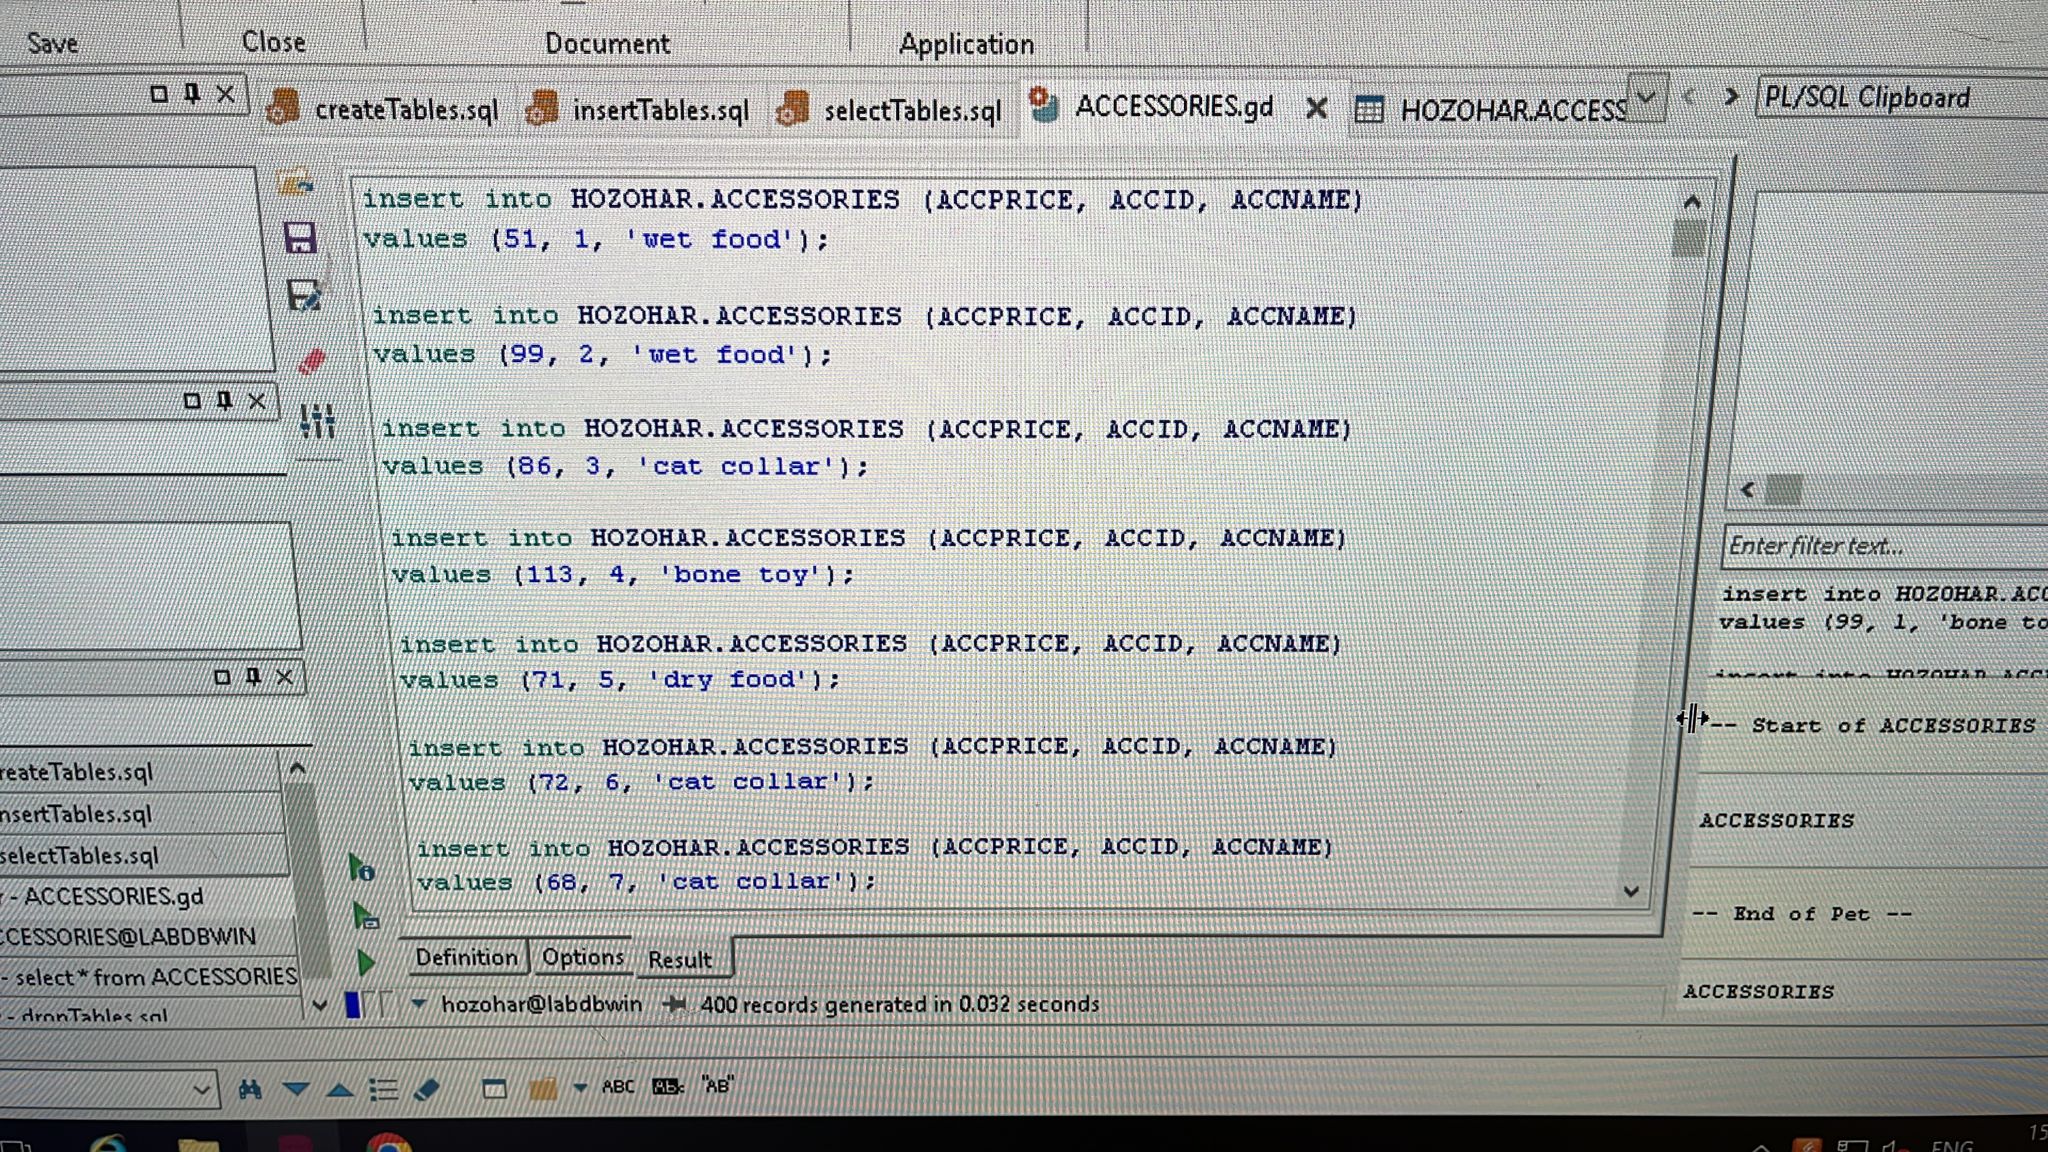 Save
Close
Document
Application
createTables.sql
insertTables.sql
selectTables.sql
ACCESSORIES.gd
HOZOHAR.ACCESS
PL/SQL Clipboard
insert into HOZOHAR.ACCESSORIES (ACCPRICE, ACCID, ACCNAME)
values (51, 1, 'wet food');
insert into HOZOHAR.ACCESSORIES (ACCPRICE, ACCID, ACCNAME)
values (99, 2, 'wet food');
insert into HOZOHAR.ACCESSORIES (ACCPRICE, ACCID, ACCNAME)
values (86, 3, 'cat collar');
insert into HOZOHAR.ACCESSORIES (ACCPRICE, ACCID, ACCNAME)
values (113, 4, 'bone toy');
insert into HOZOHAR.ACCESSORIES (ACCPRICE, ACCID, ACCNAME)
values (71, 5, 'dry food');
insert into HOZOHAR.ACCESSORIES (ACCPRICE, ACCID, ACCNAME)
values (72, 6, 'cat collar');
insert into HOZOHAR.ACCESSORIES (ACCPRICE, ACCID, ACCNAME)
values (68, 7, 'cat collar');
Enter filter text...
insert into HOZOHAR.ACC
values (99, 1, 'bone to
insert into HOZOHAR.ACC
-- Start of ACCESSORIES
ACCESSORIES
-- End of Pet --
ACCESSORIES
reateTables.sql
nsertTables.sql
selectTables.sql
- ACCESSORIES.gd
CCESSORIES@LABDBWIN
- select * from ACCESSORIES
- dropTables.sql
Definition
Options
Result
hozohar@labdbwin
400 records generated in 0.032 seconds
ABC
ABc
"AB"
ENG
15